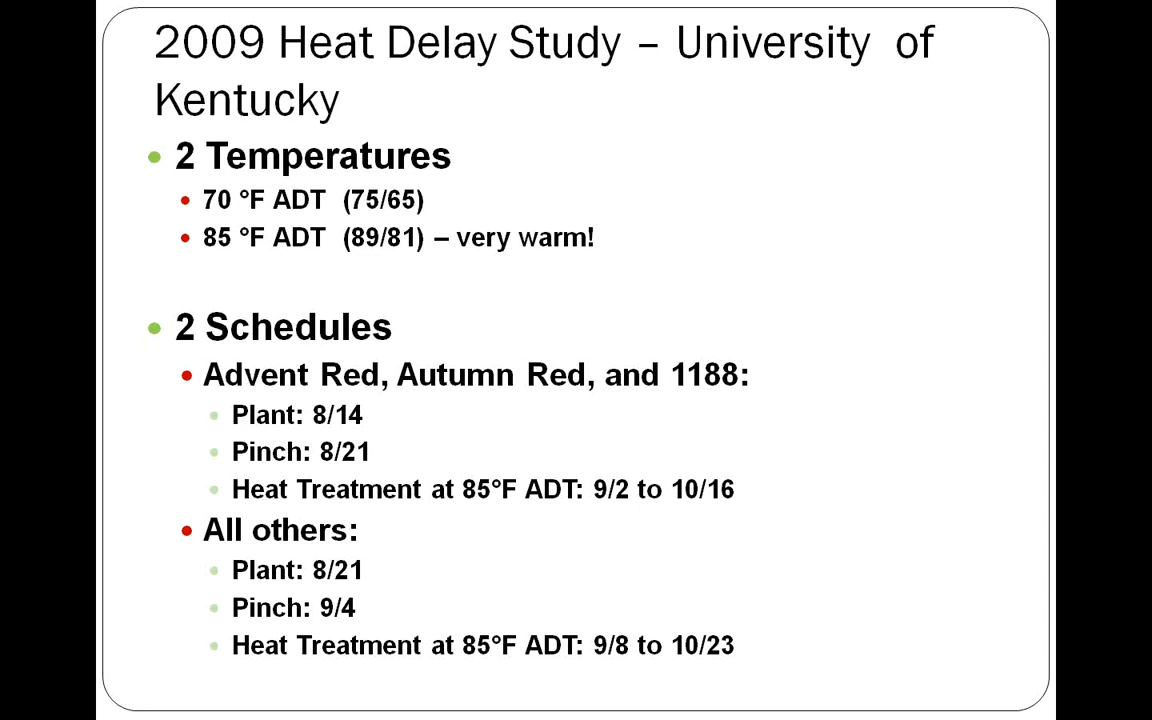 2009 Heat Delay Study – University of
Kentucky
• 2 Temperatures
• 70 °F ADT (75/65)
• 85 °F ADT (89/81) – very warm!
• 2 Schedules
• Advent Red, Autumn Red, and 1188:
• Plant: 8/14
• Pinch: 8/21
• Heat Treatment at 85°F ADT: 9/2 to 10/16
• All others:
• Plant: 8/21
• Pinch: 9/4
• Heat Treatment at 85°F ADT: 9/8 to 10/23